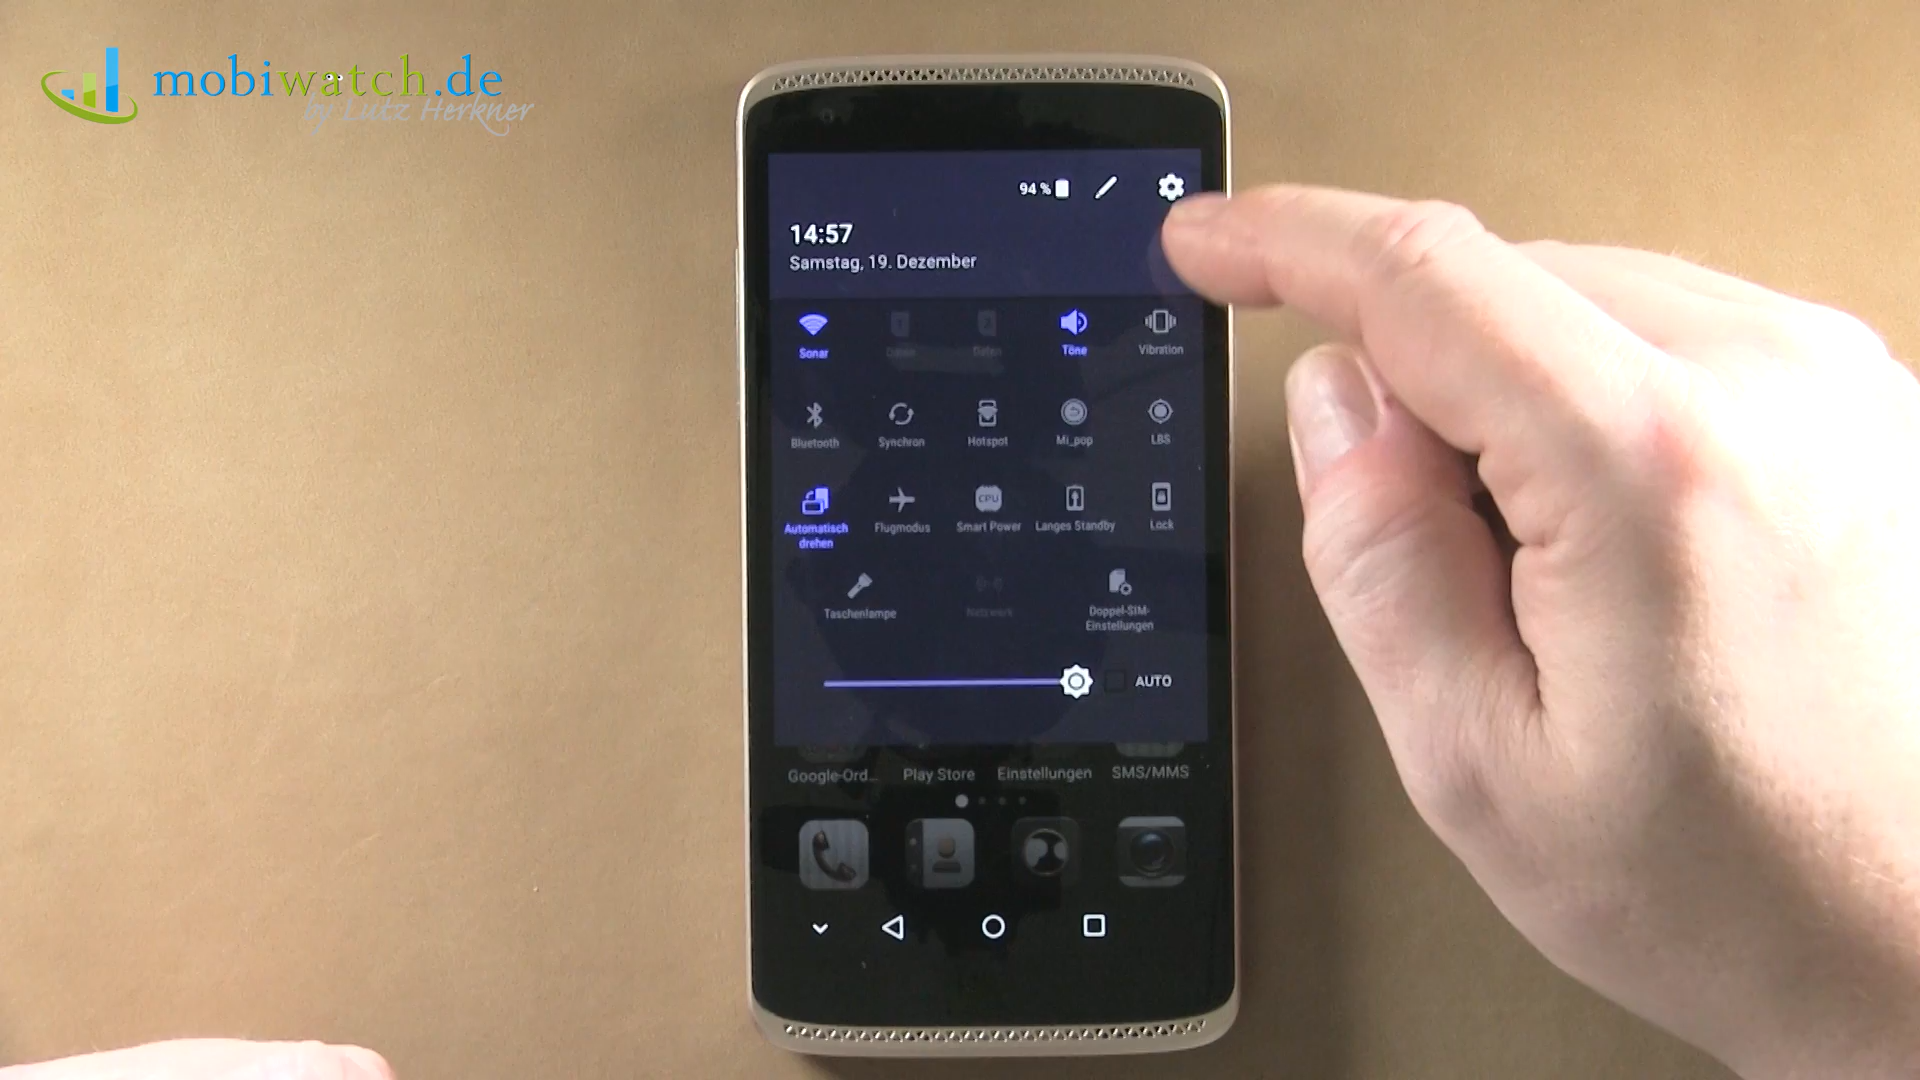 mobiwatch.de
by Lutz Herkner
94 %
14:57
Samstag, 19. Dezember
Sonar
Daten
Töne
Vibration
Bluetooth
Synchron
Hotspot
Mi_pop
LBS
Automatisch
drehen
Flugmodus
CPU
Smart Power
Langes Standby
Lock
Taschenlampe
Netzwerk
Doppel-SIM-
Einstellungen
AUTO
Google-Ord...
Play Store
Einstellungen
SMS/MMS